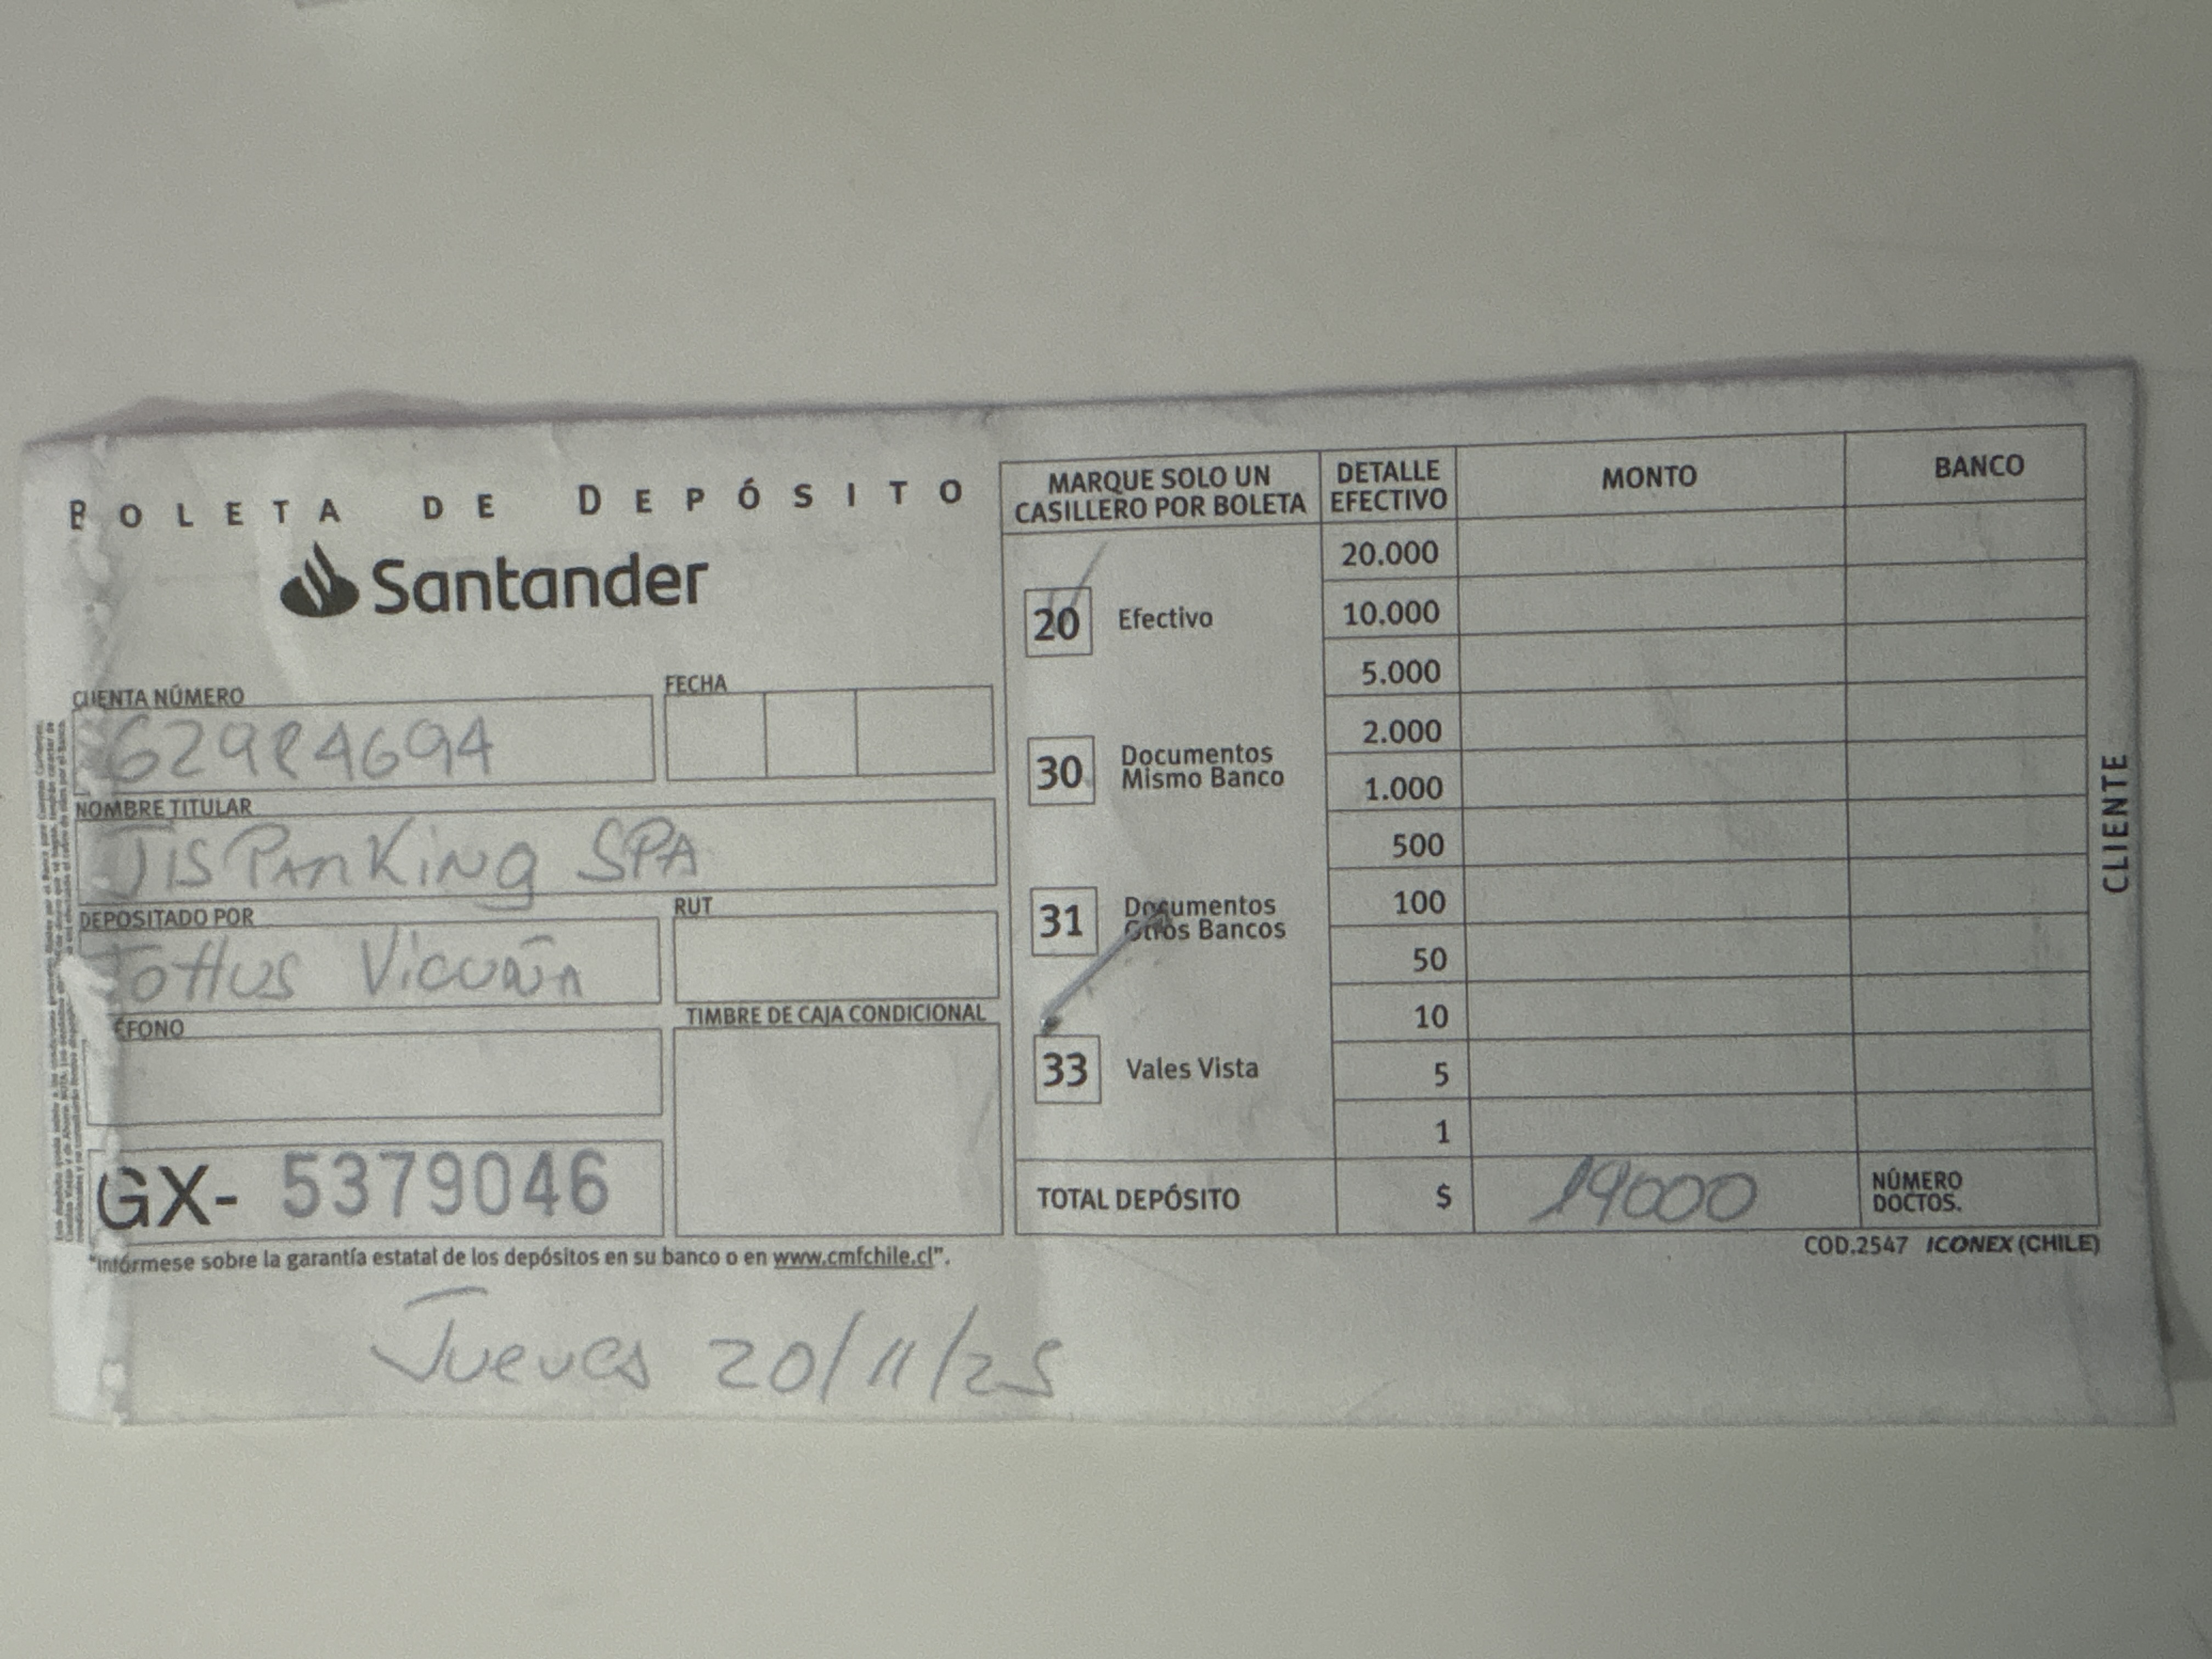 BOLETA DE DEPÓSITO
Santander
CUENTA NÚMERO
62984694
FECHA
NOMBRE TITULAR
JIS PARKING SPA
DEPOSITADO POR
Tottus Vicuña
RUT
ÉFONO
TIMBRE DE CAJA CONDICIONAL
GX- 5379046
"Infórmese sobre la garantía estatal de los depósitos en su banco o en www.cmfchile.cl".
Jueves 20/11/25
MARQUE SOLO UN
CASILLERO POR BOLETA
20 Efectivo
30 Documentos
Mismo Banco
31 Documentos
Otros Bancos
33 Vales Vista
DETALLE
EFECTIVO
MONTO
BANCO
20.000
10.000
5.000
2.000
1.000
500
100
50
10
5
1
TOTAL DEPÓSITO $ 19000
NÚMERO
DOCTOS.
COD.2547 ICONEX (CHILE)
CLIENTE